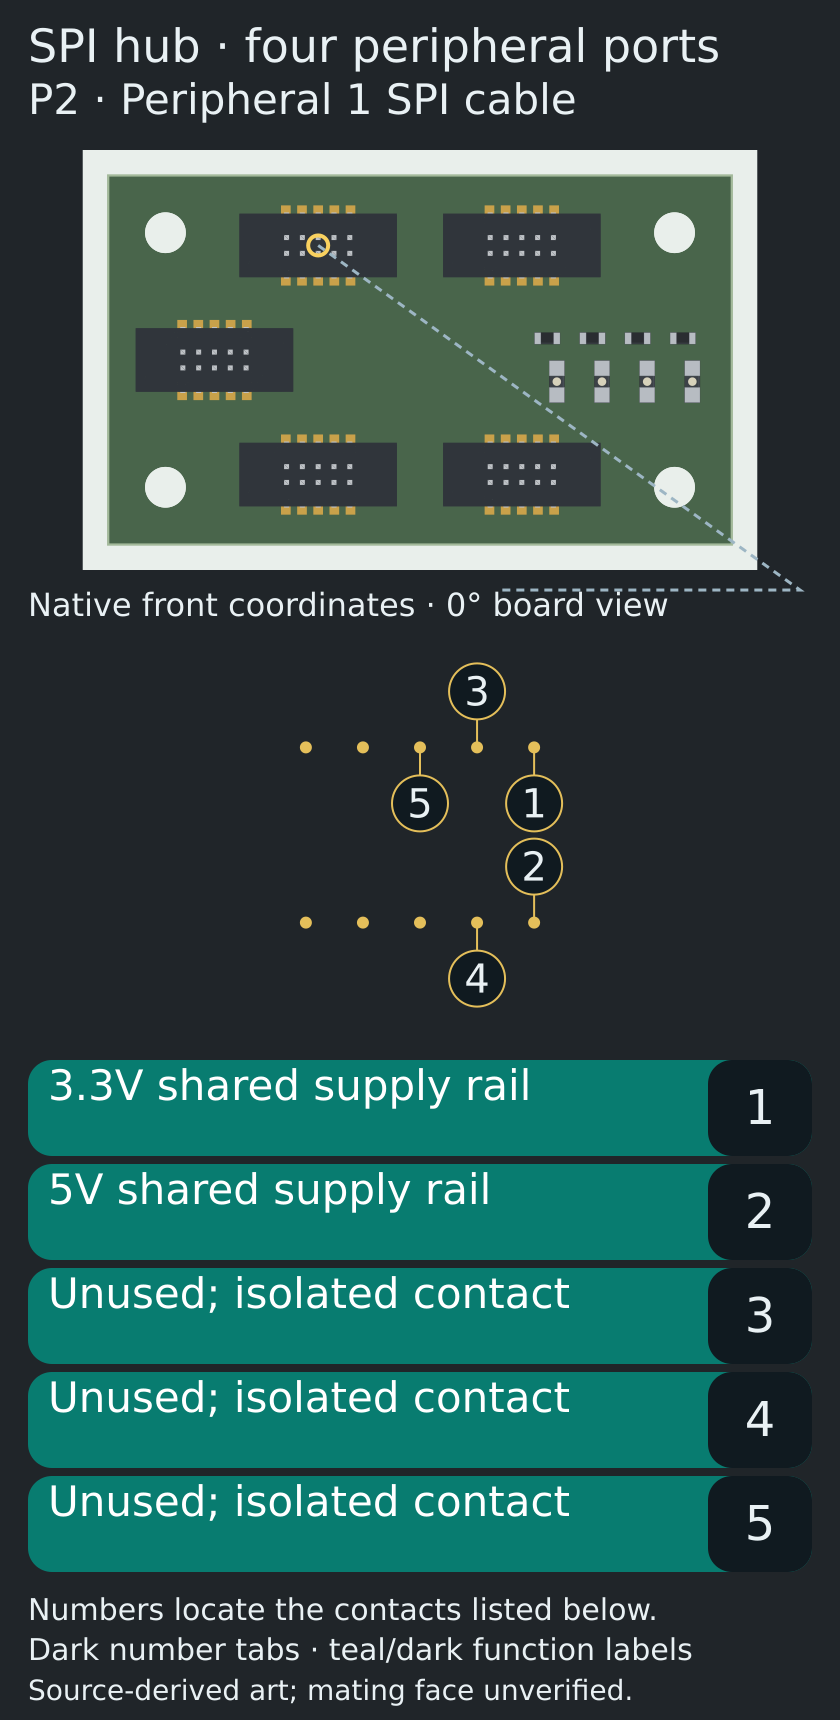 SPI hub · four peripheral ports
P2 · Peripheral 1 SPI cable
Native front coordinates · 0° board view
3
5
1
2
4
3.3V shared supply rail 1
5V shared supply rail 2
Unused; isolated contact 3
Unused; isolated contact 4
Unused; isolated contact 5
Numbers locate the contacts listed below.
Dark number tabs · teal/dark function labels
Source-derived art; mating face unverified.